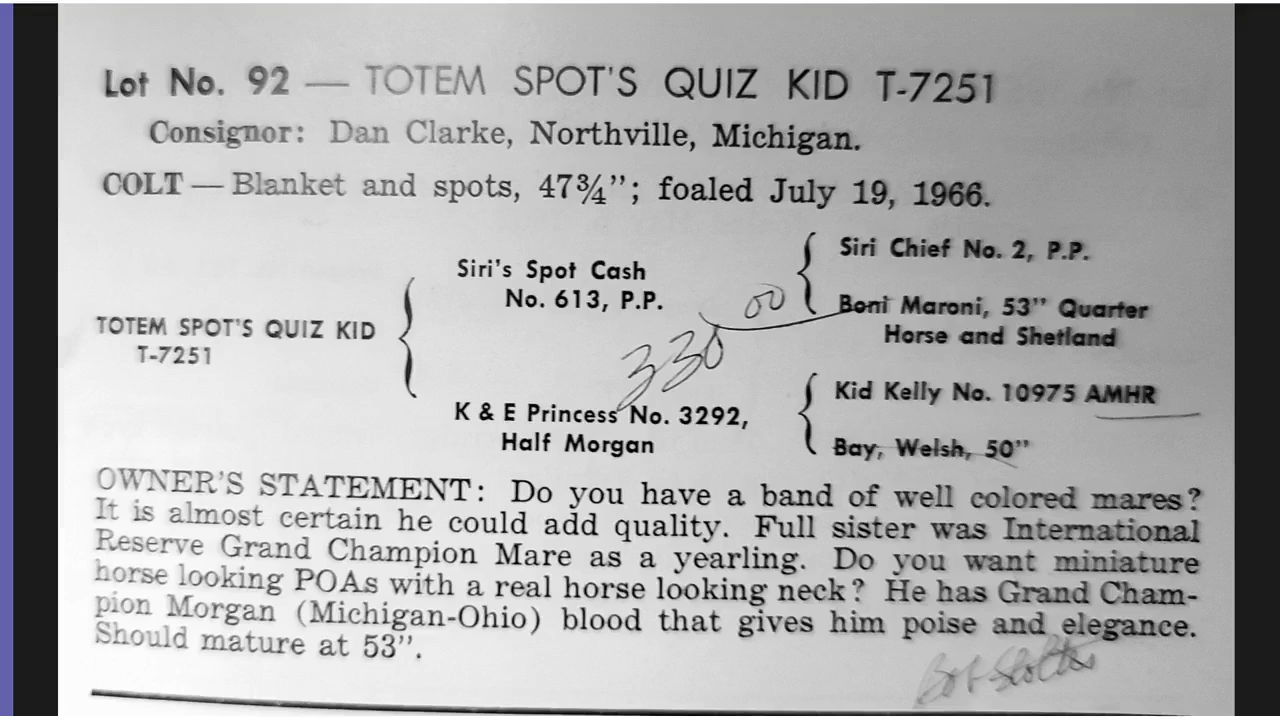 Lot No. 92 — TOTEM SPOT'S QUIZ KID T-7251
Consignor: Dan Clarke, Northville, Michigan.
COLT — Blanket and spots, 47¾"; foaled July 19, 1966.
Siri's Spot Cash
No. 613, P.P.
Siri Chief No. 2, P.P.
Boni Maroni, 53" Quarter
Horse and Shetland
TOTEM SPOT'S QUIZ KID
T-7251
330 00
K & E Princess No. 3292,
Half Morgan
Kid Kelly No. 10975 AMHR
Bay, Welsh, 50"
OWNER'S STATEMENT: Do you have a band of well colored mares?
It is almost certain he could add quality. Full sister was International
Reserve Grand Champion Mare as a yearling. Do you want miniature
horse looking POAs with a real horse looking neck? He has Grand Cham-
pion Morgan (Michigan-Ohio) blood that gives him poise and elegance.
Should mature at 53".
Bob